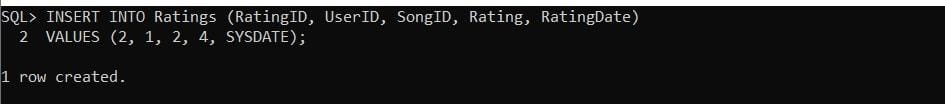 SQL> INSERT INTO Ratings (RatingID, UserID, SongID, Rating, RatingDate)
  2  VALUES (2, 1, 2, 4, SYSDATE);
1 row created.